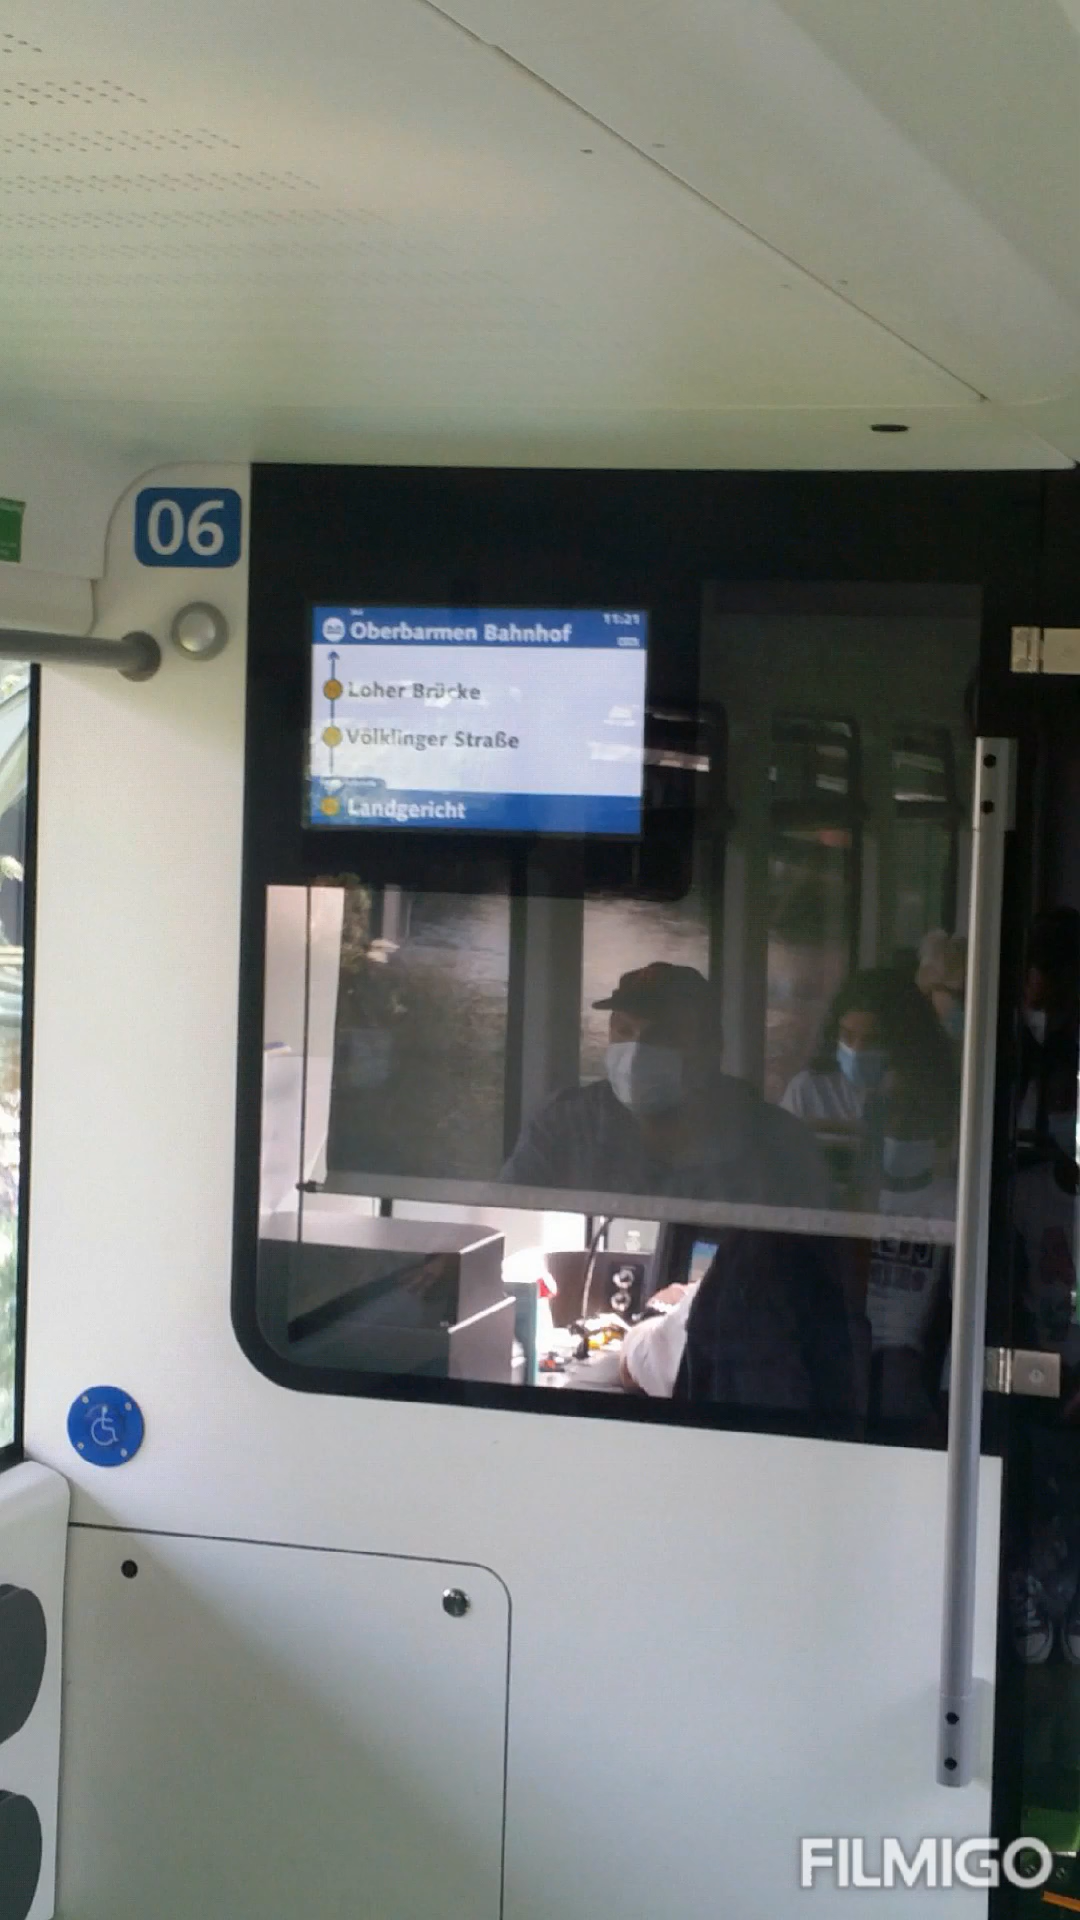 06
11:21
Oberbarmen Bahnhof
Loher Brücke
Völklinger Straße
Landgericht
FILMIGO